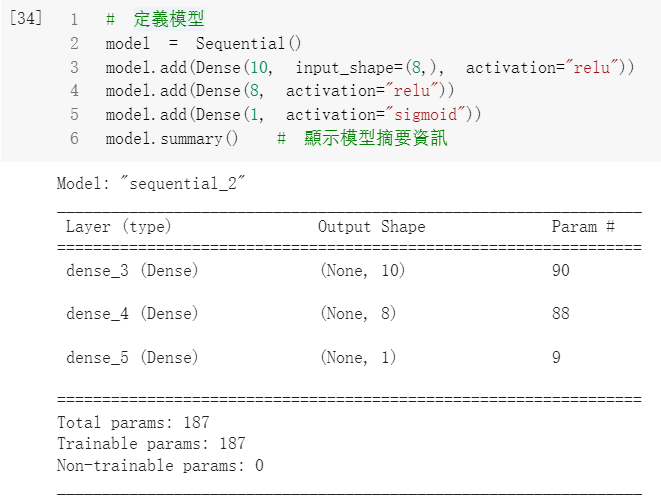 [34] 1 # 定義模型
2 model = Sequential()
3 model.add(Dense(10, input_shape=(8,), activation="relu"))
4 model.add(Dense(8, activation="relu"))
5 model.add(Dense(1, activation="sigmoid"))
6 model.summary() # 顯示模型摘要資訊
Model: "sequential_2"
_________________________________________________________________
Layer (type) Output Shape Param #
=================================================================
dense_3 (Dense) (None, 10) 90
dense_4 (Dense) (None, 8) 88
dense_5 (Dense) (None, 1) 9
=================================================================
Total params: 187
Trainable params: 187
Non-trainable params: 0
_________________________________________________________________